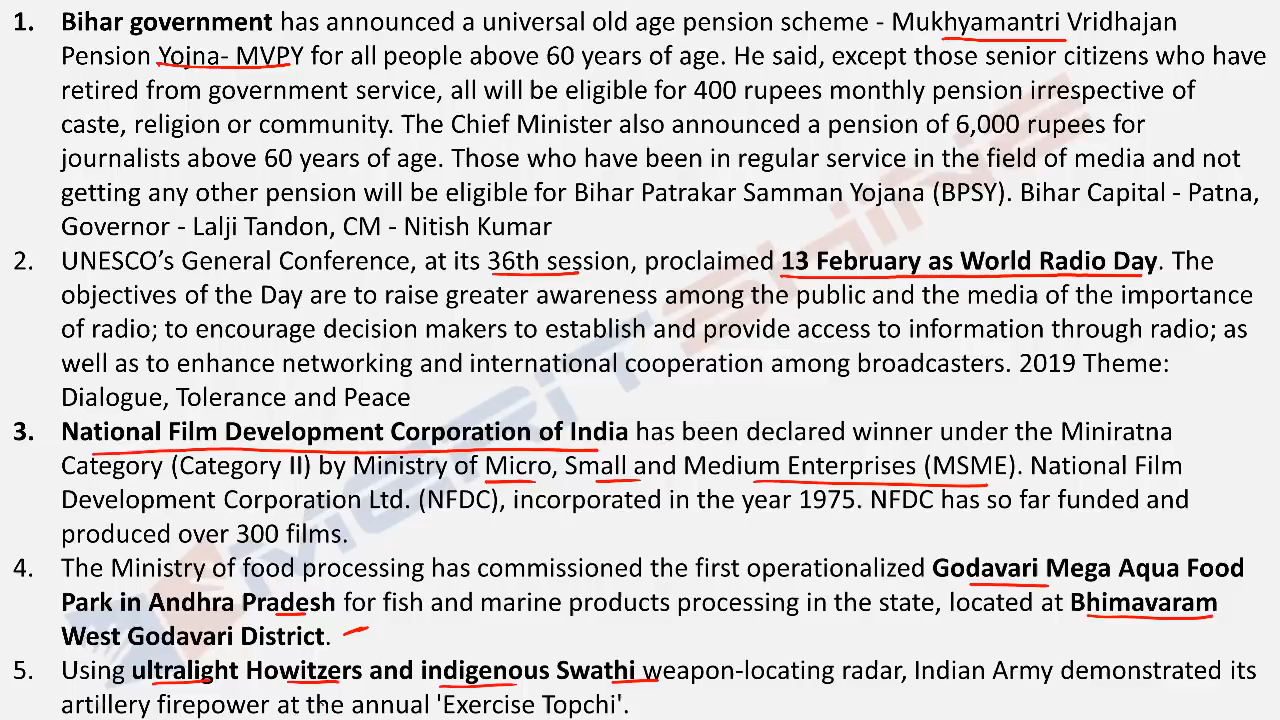 1. Bihar government has announced a universal old age pension scheme - Mukhyamantri Vridhajan
Pension Yojna- MVPY for all people above 60 years of age. He said, except those senior citizens who have
retired from government service, all will be eligible for 400 rupees monthly pension irrespective of
caste, religion or community. The Chief Minister also announced a pension of 6,000 rupees for
journalists above 60 years of age. Those who have been in regular service in the field of media and not
getting any other pension will be eligible for Bihar Patrakar Samman Yojana (BPSY). Bihar Capital - Patna,
Governor - Lalji Tandon, CM - Nitish Kumar
2. UNESCO’s General Conference, at its 36th session, proclaimed 13 February as World Radio Day. The
objectives of the Day are to raise greater awareness among the public and the media of the importance
of radio; to encourage decision makers to establish and provide access to information through radio; as
well as to enhance networking and international cooperation among broadcasters. 2019 Theme:
Dialogue, Tolerance and Peace
3. National Film Development Corporation of India has been declared winner under the Miniratna
Category (Category II) by Ministry of Micro, Small and Medium Enterprises (MSME). National Film
Development Corporation Ltd. (NFDC), incorporated in the year 1975. NFDC has so far funded and
produced over 300 films.
4. The Ministry of food processing has commissioned the first operationalized Godavari Mega Aqua Food
Park in Andhra Pradesh for fish and marine products processing in the state, located at Bhimavaram
West Godavari District.
5. Using ultralight Howitzers and indigenous Swathi weapon-locating radar, Indian Army demonstrated its
artillery firepower at the annual 'Exercise Topchi'.
MERiT SHINE